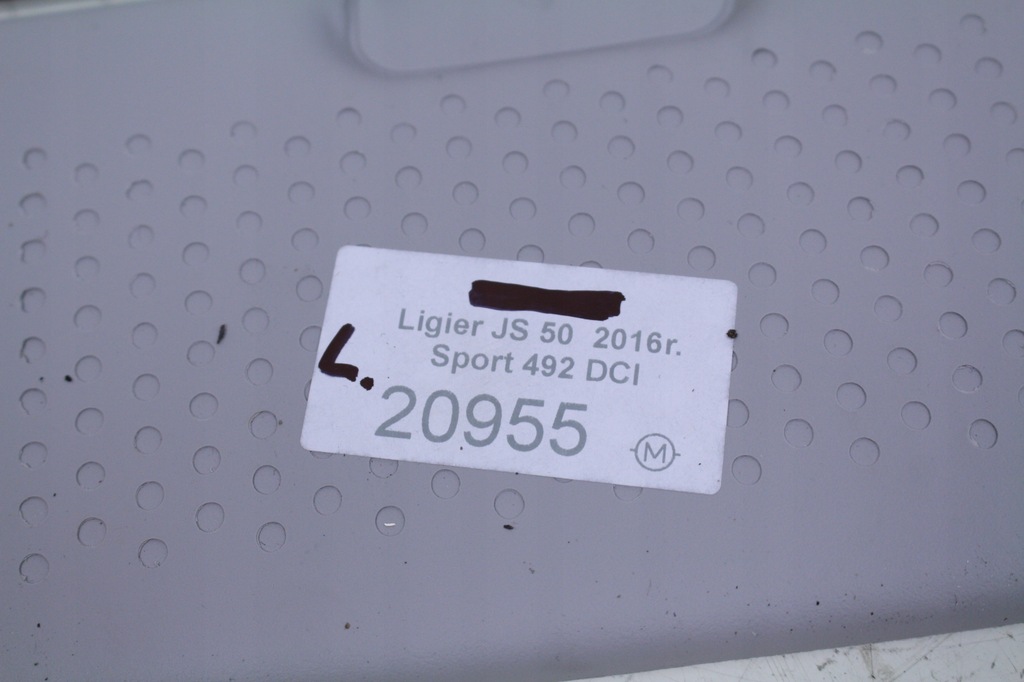 Ligier JS 50 2016r.
L. Sport 492 DCI
20955
M